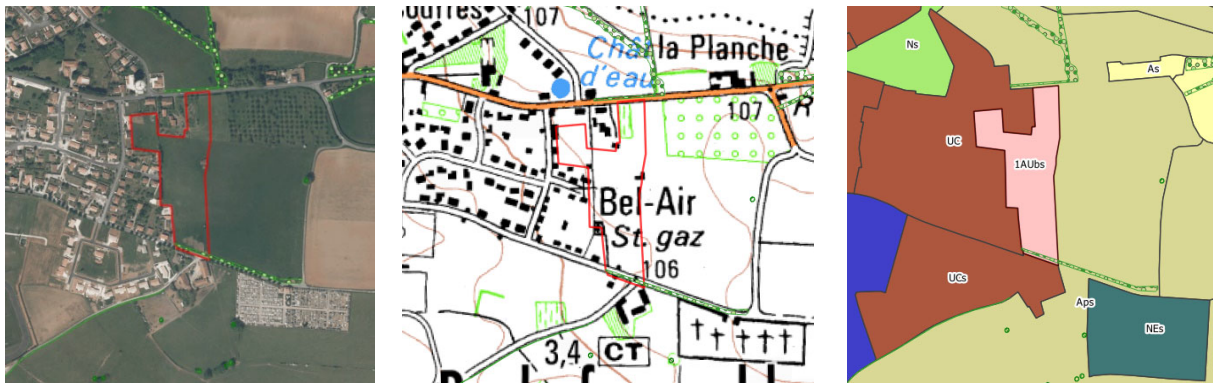 107
Chât
la Planche
d'eau
107
Bel-Air
St. gaz
106
3,4
CT
Ns
As
UC
1AUbs
UCs
Aps
NEs